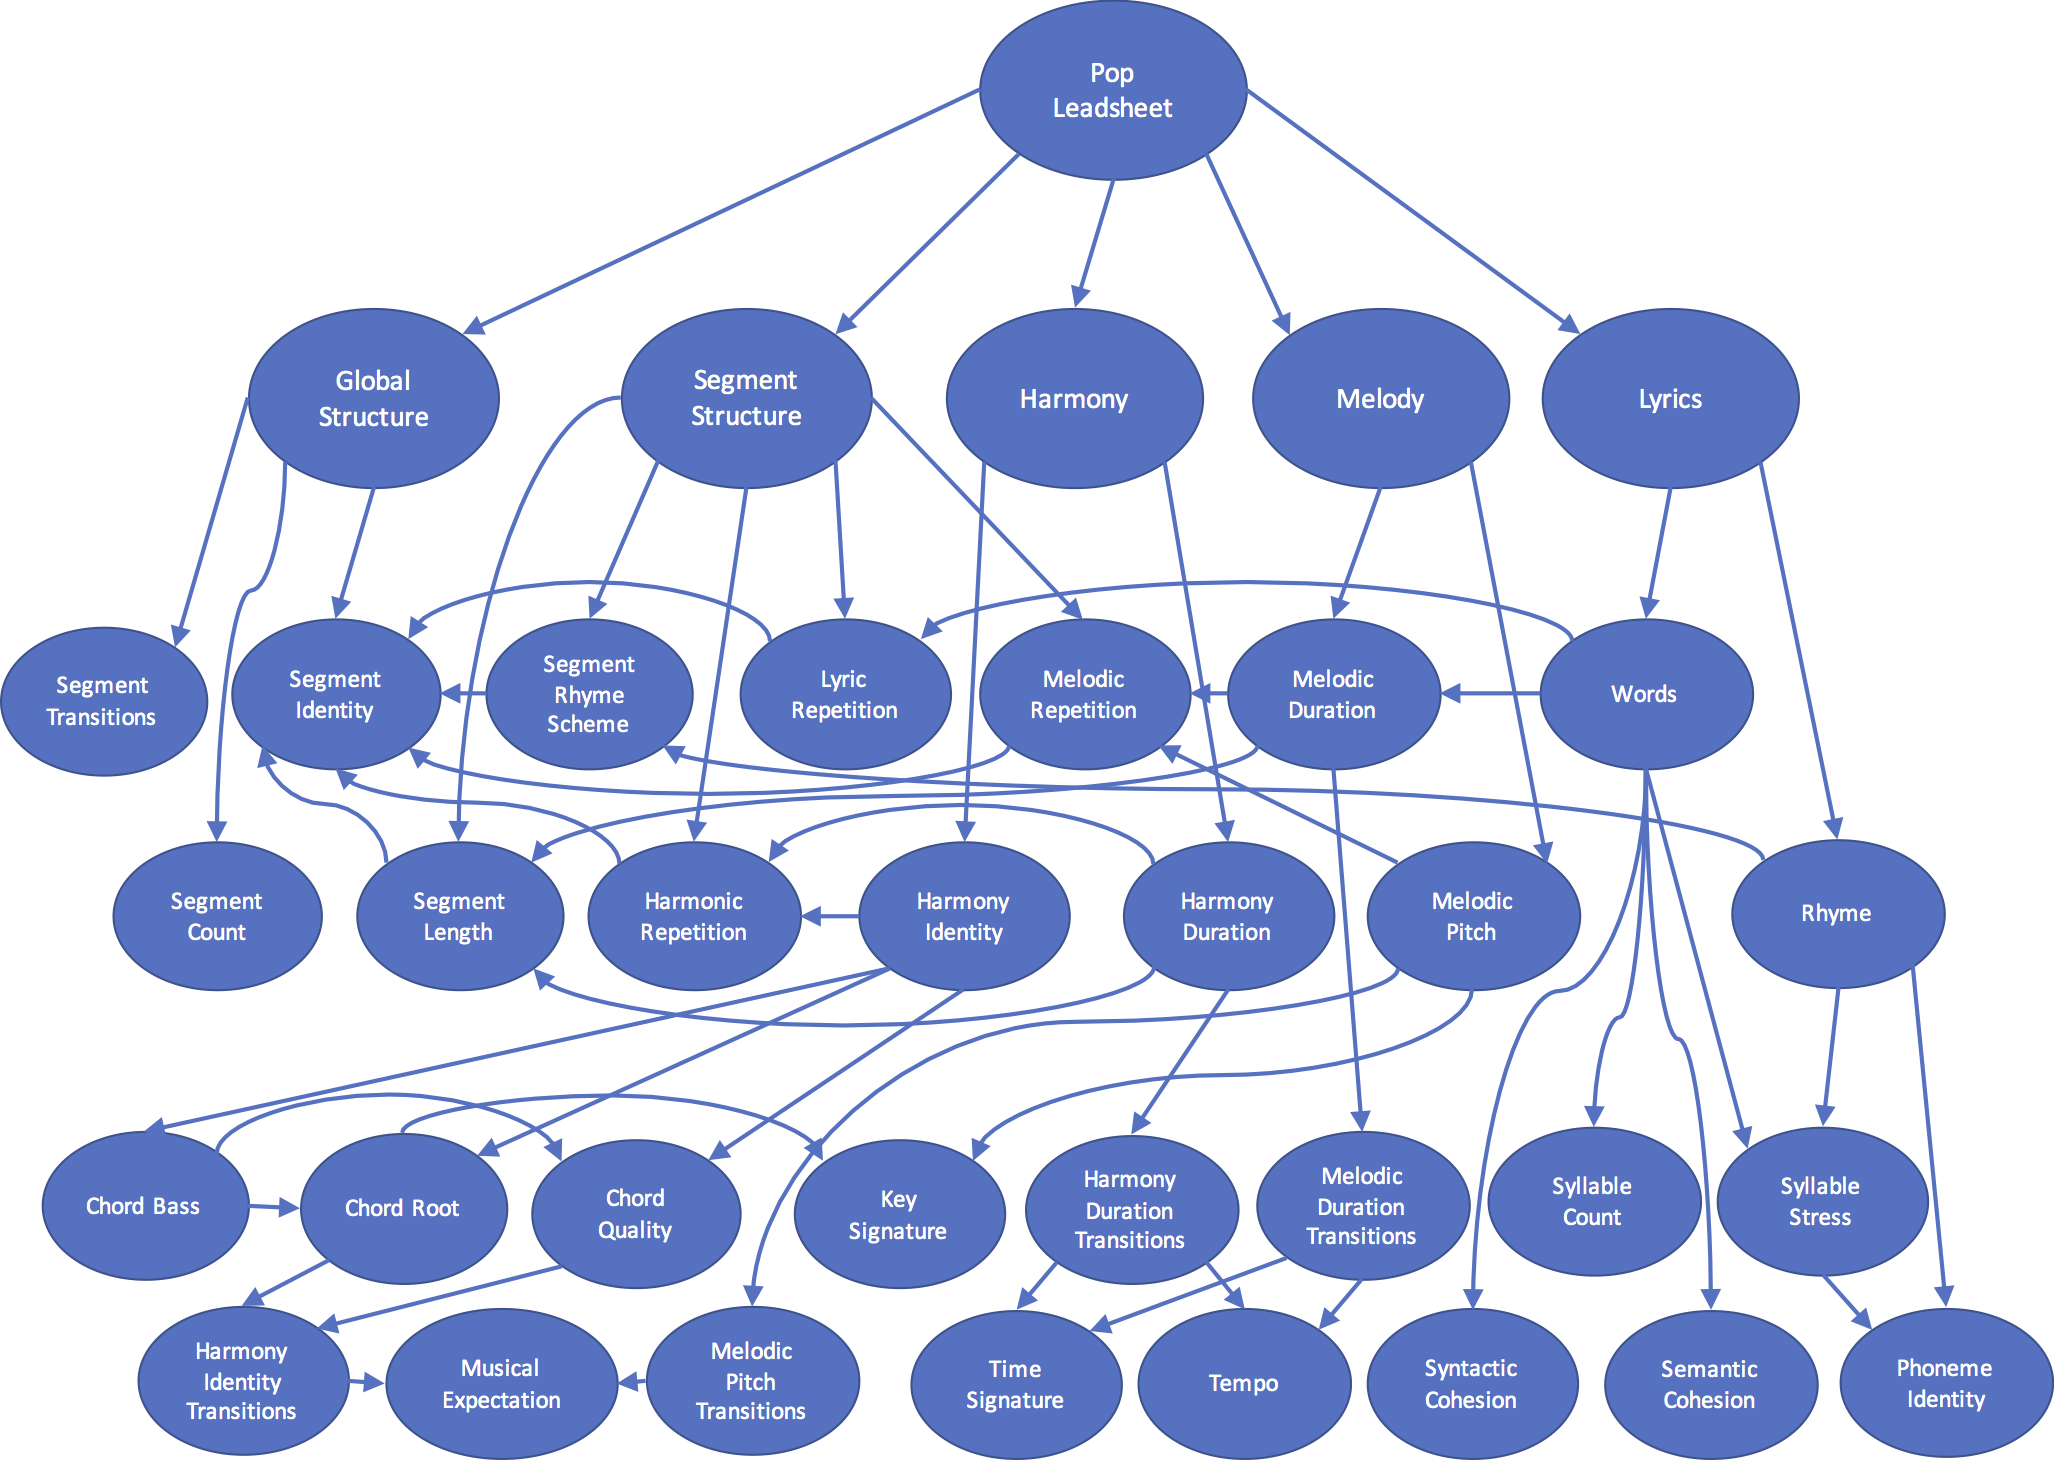 Pop
Leadsheet
Global
Structure
Segment
Structure
Harmony
Melody
Lyrics
Segment
Transitions
Segment
Identity
Segment
Rhyme
Scheme
Lyric
Repetition
Melodic
Repetition
Melodic
Duration
Words
Segment
Count
Segment
Length
Harmonic
Repetition
Harmony
Identity
Harmony
Duration
Melodic
Pitch
Rhyme
Chord Bass
Chord Root
Chord
Quality
Key
Signature
Harmony
Duration
Transitions
Melodic
Duration
Transitions
Syllable
Count
Syllable
Stress
Harmony
Identity
Transitions
Musical
Expectation
Melodic
Pitch
Transitions
Time
Signature
Tempo
Syntactic
Cohesion
Semantic
Cohesion
Phoneme
Identity